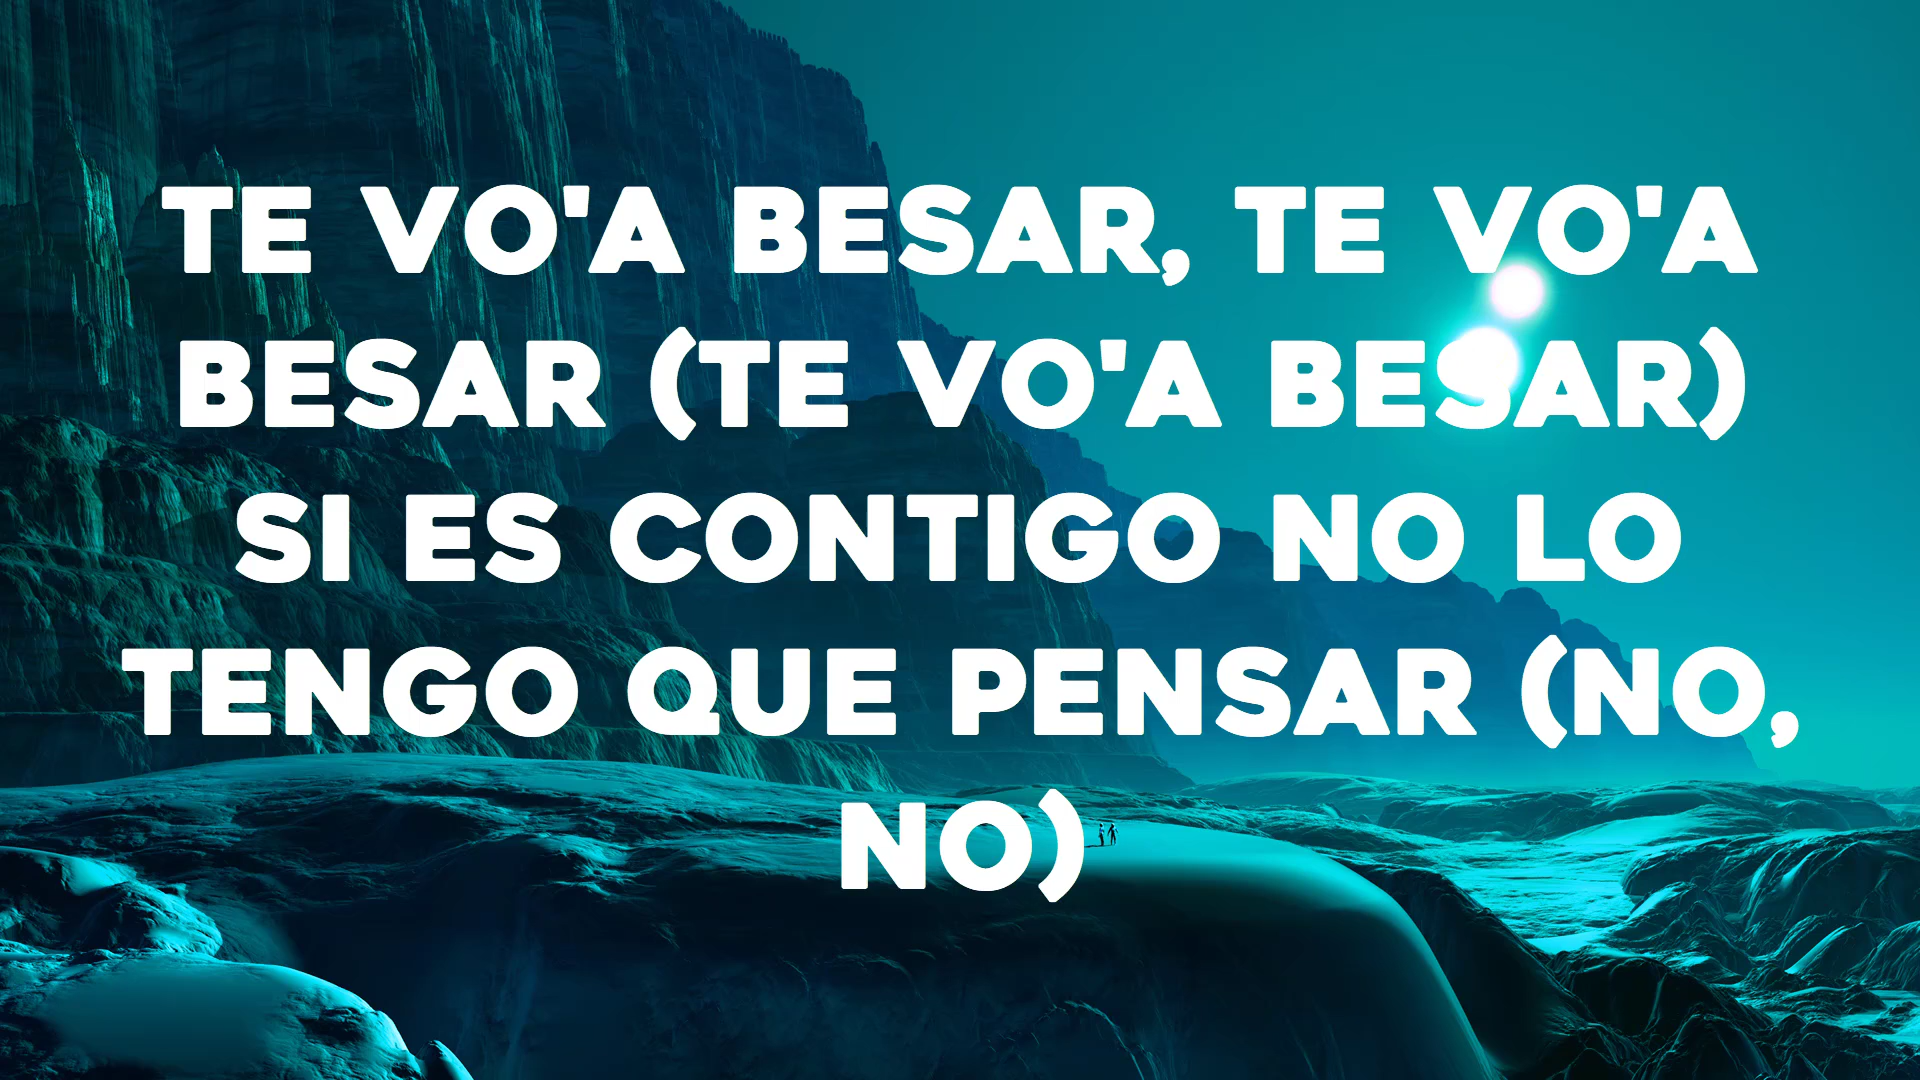 TE VO'A BESAR, TE VO'A
BESAR (TE VO'A BESAR)
SI ES CONTIGO NO LO
TENGO QUE PENSAR (NO,
NO)